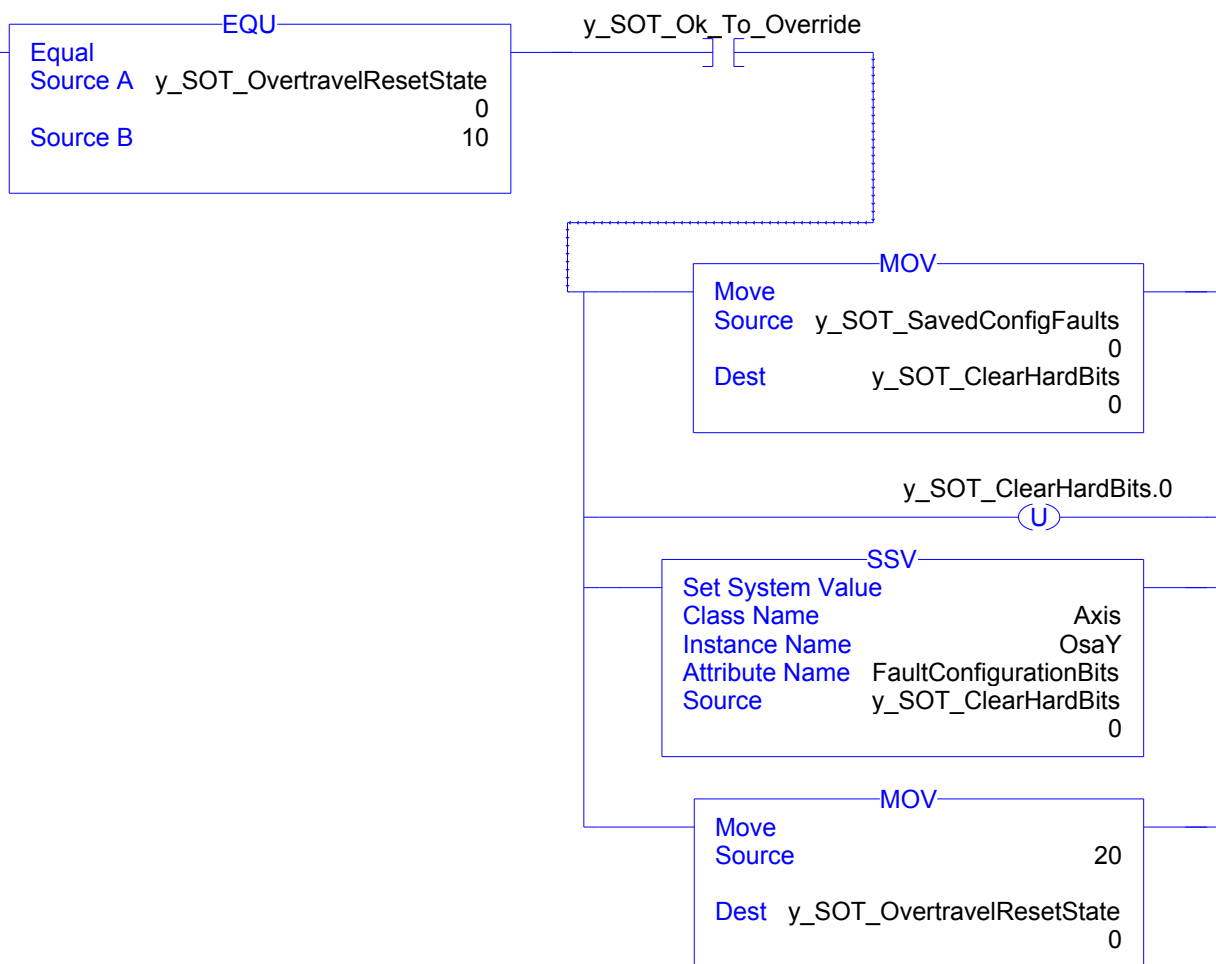 EQU
Equal
Source A y_SOT_OvertravelResetState
0
Source B 10
y_SOT_Ok_To_Override
MOV
Move
Source y_SOT_SavedConfigFaults
0
Dest y_SOT_ClearHardBits
0
y_SOT_ClearHardBits.0
U
SSV
Set System Value
Class Name Axis
Instance Name OsaY
Attribute Name FaultConfigurationBits
Source y_SOT_ClearHardBits
0
MOV
Move
Source 20
Dest y_SOT_OvertravelResetState
0